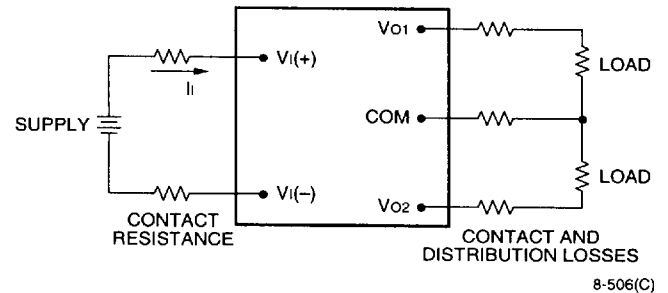 VO1
VI(+)
LOAD
II
SUPPLY
COM
VI(–)
LOAD
VO2
CONTACT
RESISTANCE
CONTACT AND
DISTRIBUTION LOSSES
8-506(C)